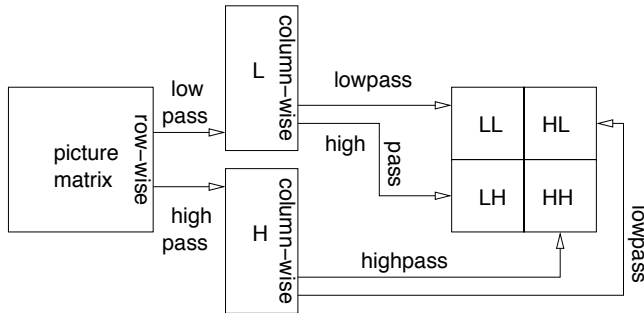 picture
matrix
row-wise
low
pass
high
pass
L
column-wise
H
column-wise
lowpass
high
pass
highpass
lowpass
LL
HL
LH
HH